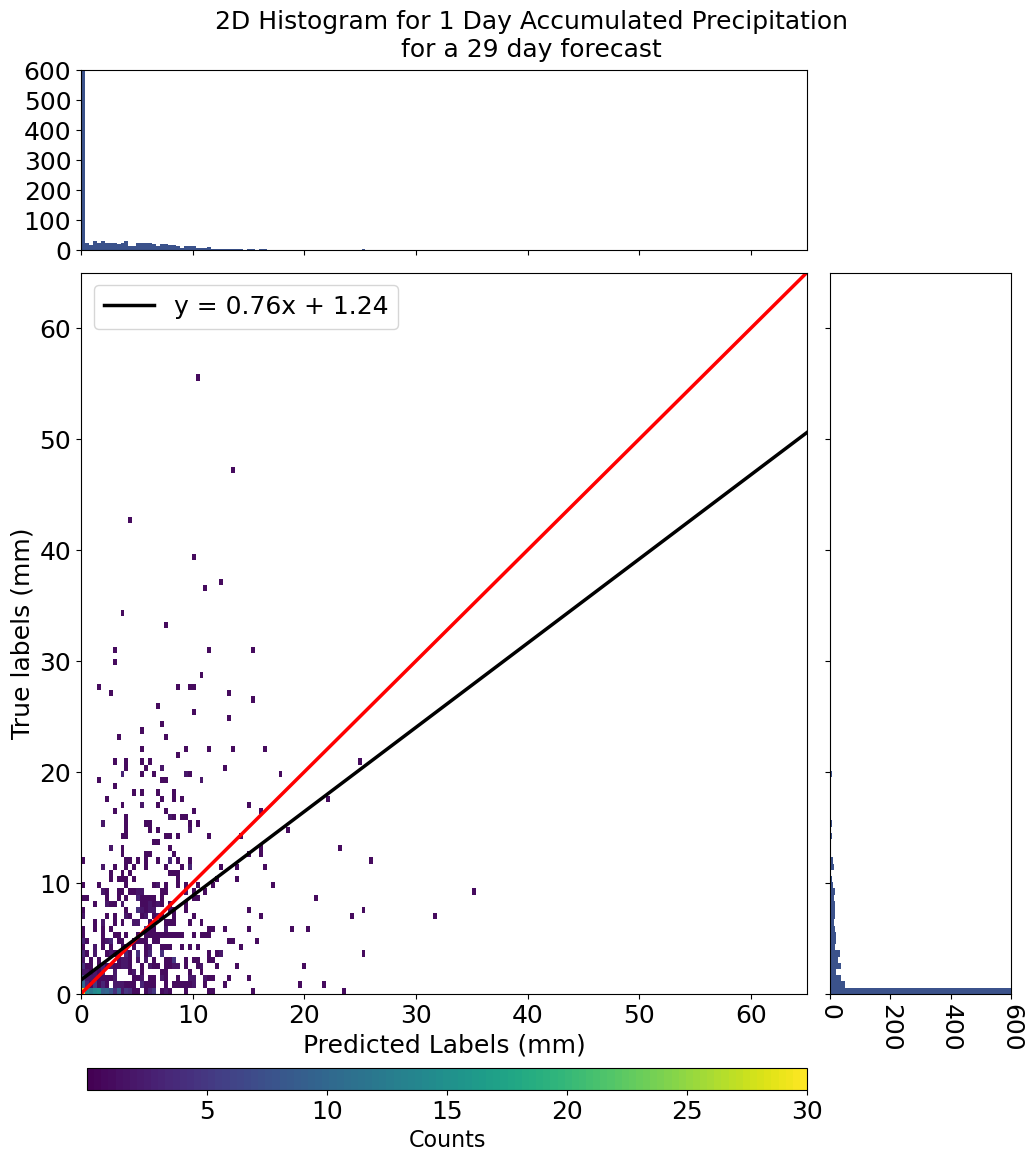 2D Histogram for 1 Day Accumulated Precipitation
for a 29 day forecast
600
500
400
300
200
100
0
y = 0.76x + 1.24
60
50
40
30
20
10
0
True labels (mm)
0 10 20 30 40 50 60
Predicted Labels (mm)
0 200 400 600
5 10 15 20 25 30
Counts